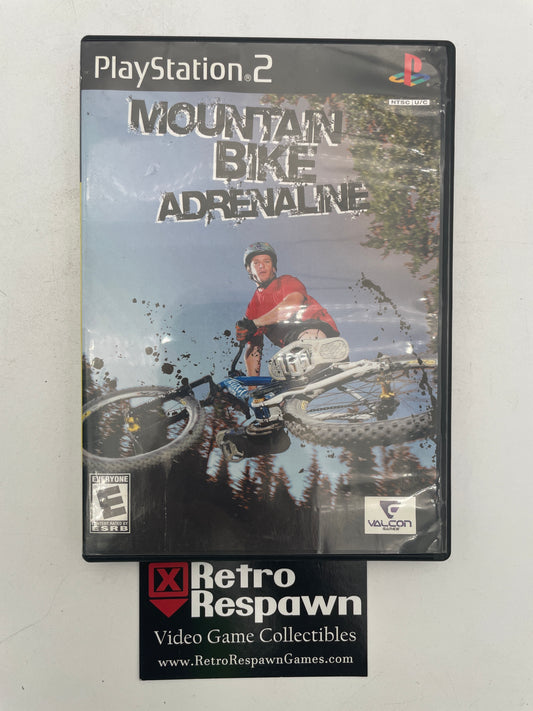 PlayStation®2
NTSC U/C
MOUNTAIN
BIKE
ADRENALINE
EVERYONE
E
CONTENT RATED BY
ESRB
VALCON
GAMES
Retro
Respawn
Video Game Collectibles
www.RetroRespawnGames.com